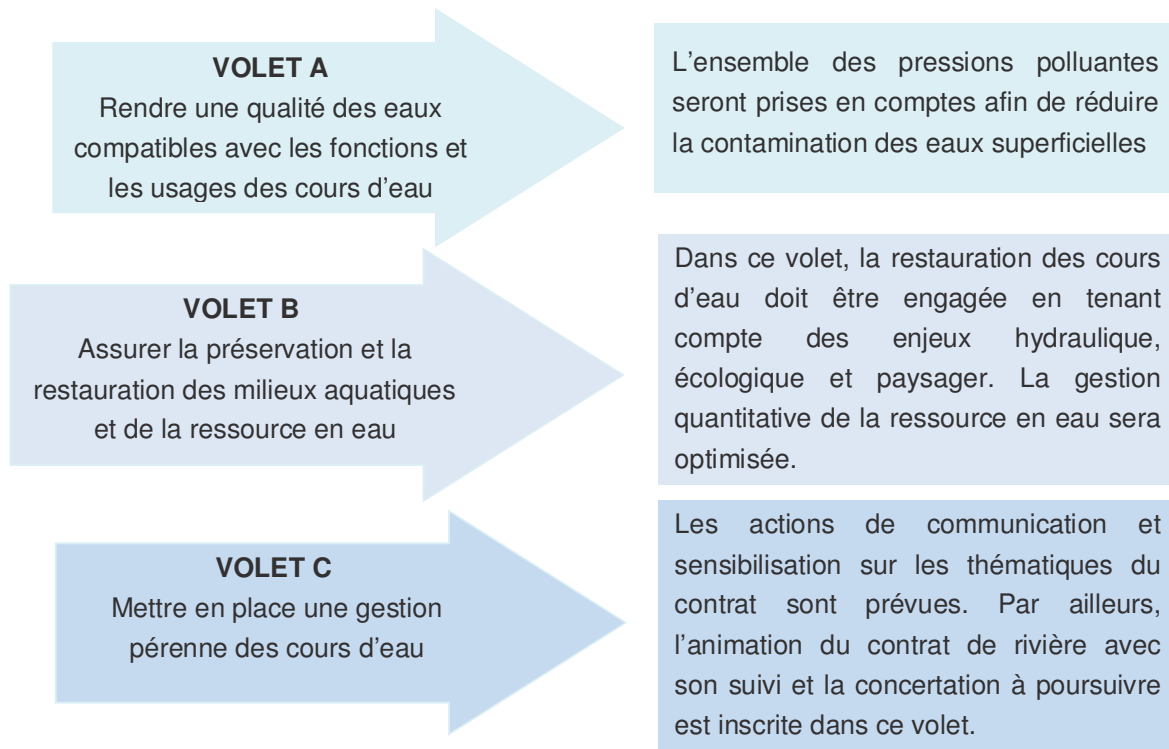 VOLET A
Rendre une qualité des eaux
compatibles avec les fonctions et
les usages des cours d'eau
L'ensemble des pressions polluantes
seront prises en comptes afin de réduire
la contamination des eaux superficielles
VOLET B
Assurer la préservation et la
restauration des milieux aquatiques
et de la ressource en eau
Dans ce volet, la restauration des cours
d'eau doit être engagée en tenant
compte des enjeux hydraulique,
écologique et paysager. La gestion
quantitative de la ressource en eau sera
optimisée.
VOLET C
Mettre en place une gestion
pérenne des cours d'eau
Les actions de communication et
sensibilisation sur les thématiques du
contrat sont prévues. Par ailleurs,
l'animation du contrat de rivière avec
son suivi et la concertation à poursuivre
est inscrite dans ce volet.